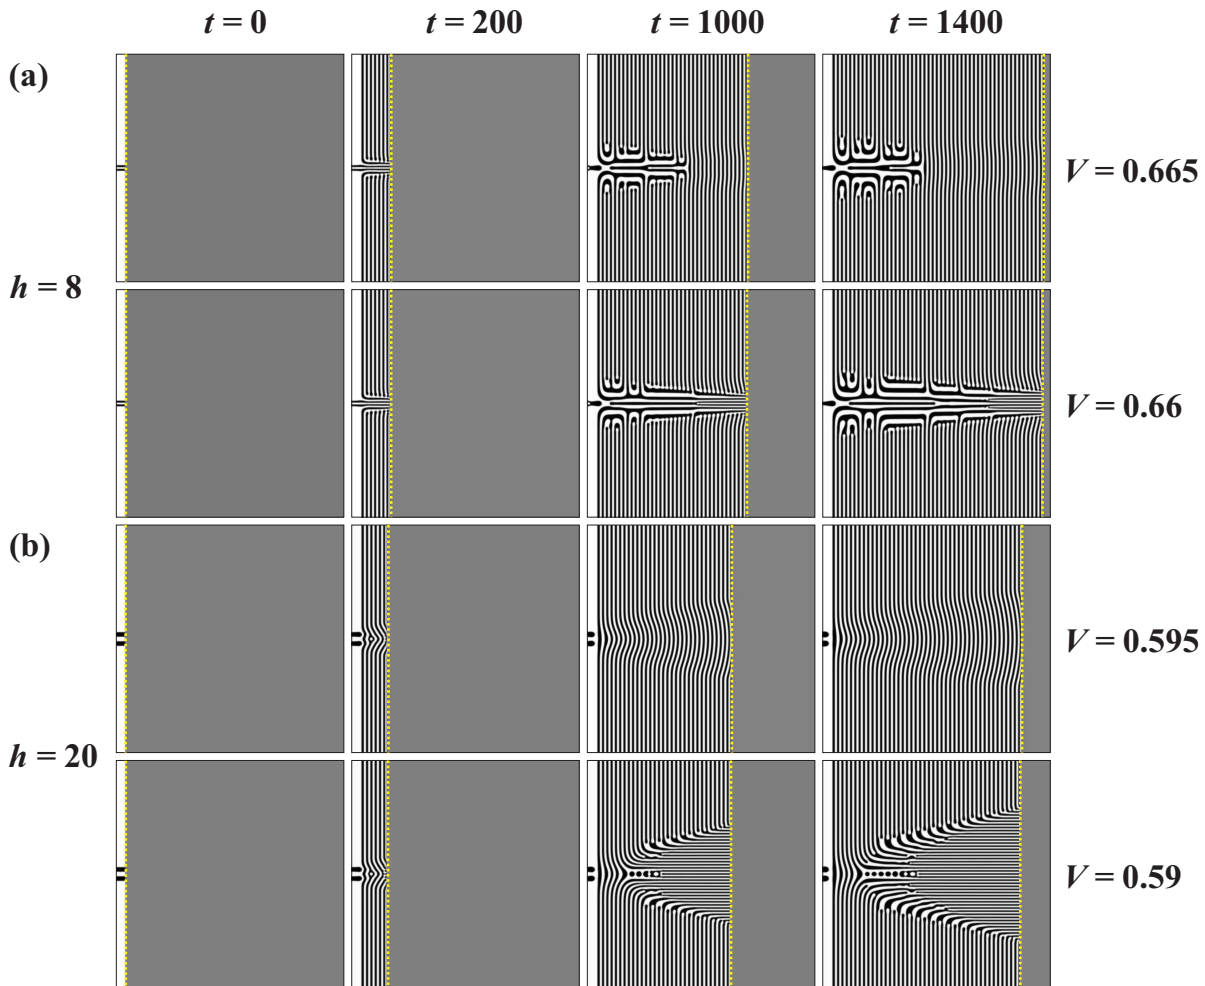 t = 0 t = 200 t = 1000 t = 1400
(a)
V = 0.665
h = 8
V = 0.66
(b)
V = 0.595
h = 20
V = 0.59